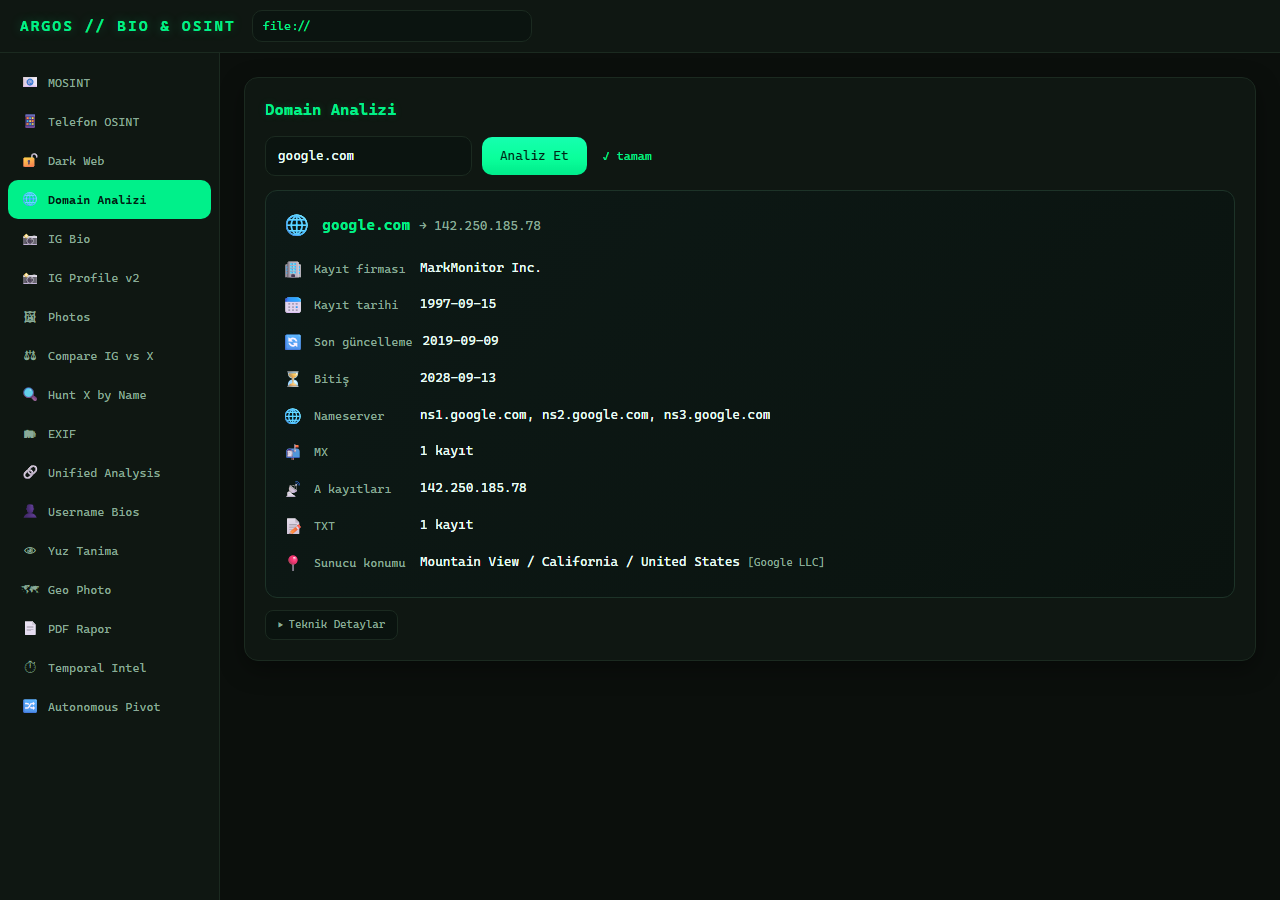 ARGOS // BIO & OSINT
file://
MOSINT
Telefon OSINT
Dark Web
Domain Analizi
IG Bio
IG Profile v2
Photos
Compare IG vs X
Hunt X by Name
EXIF
Unified Analysis
Username Bios
Yuz Tanima
Geo Photo
PDF Rapor
Temporal Intel
Autonomous Pivot
Domain Analizi
google.com Analiz Et ✓ tamam
google.com → 142.250.185.78
Kayıt firması MarkMonitor Inc.
Kayıt tarihi 1997-09-15
Son güncelleme 2019-09-09
Bitiş 2028-09-13
Nameserver ns1.google.com, ns2.google.com, ns3.google.com
MX 1 kayıt
A kayıtları 142.250.185.78
TXT 1 kayıt
Sunucu konumu Mountain View / California / United States [Google LLC]
▸ Teknik Detaylar